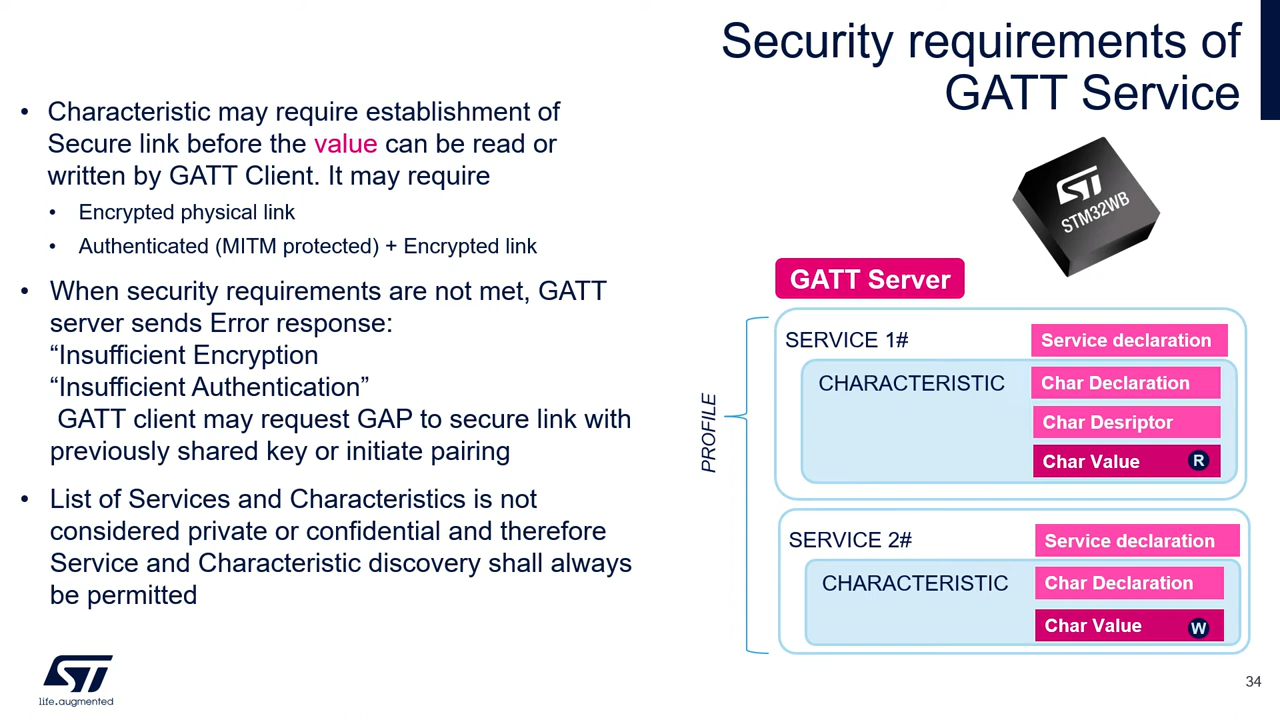 Security requirements of
GATT Service
• Characteristic may require establishment of
Secure link before the value can be read or
written by GATT Client. It may require
• Encrypted physical link
• Authenticated (MITM protected) + Encrypted link
• When security requirements are not met, GATT
server sends Error response:
“Insufficient Encryption
“Insufficient Authentication”
GATT client may request GAP to secure link with
previously shared key or initiate pairing
• List of Services and Characteristics is not
considered private or confidential and therefore
Service and Characteristic discovery shall always
be permitted
ST
STM32WB
GATT Server
PROFILE
SERVICE 1#
Service declaration
CHARACTERISTIC
Char Declaration
Char Desriptor
Char Value R
SERVICE 2#
Service declaration
CHARACTERISTIC
Char Declaration
Char Value W
ST
life.augmented
34